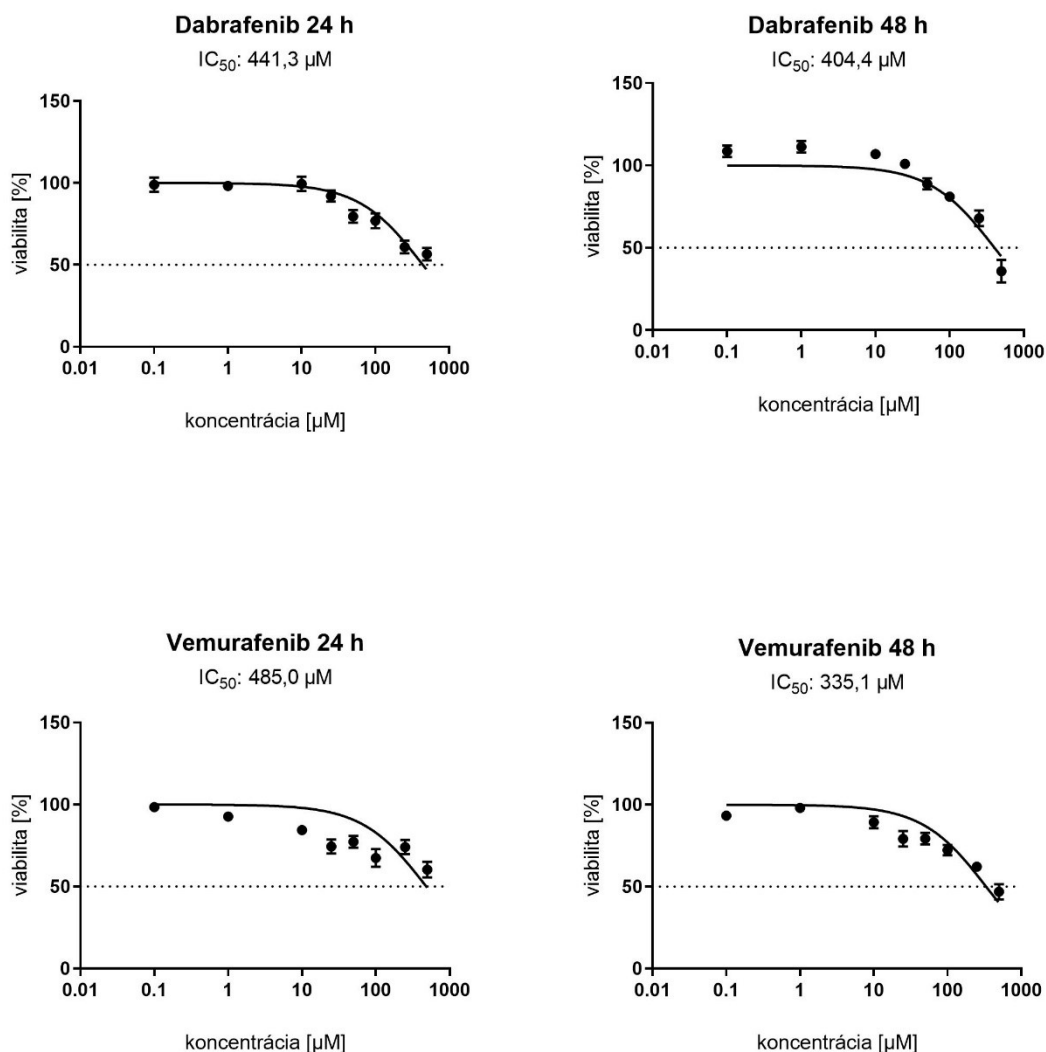 Dabrafenib 24 h
IC50: 441,3 µM
150
100
50
0
viabilita [%]
0.01 0.1 1 10 100 1000
koncentrácia [µM]
Dabrafenib 48 h
IC50: 404,4 µM
150
100
50
0
viabilita [%]
0.01 0.1 1 10 100 1000
koncentrácia [µM]
Vemurafenib 24 h
IC50: 485,0 µM
150
100
50
0
viabilita [%]
0.01 0.1 1 10 100 1000
koncentrácia [µM]
Vemurafenib 48 h
IC50: 335,1 µM
150
100
50
0
viabilita [%]
0.01 0.1 1 10 100 1000
koncentrácia [µM]